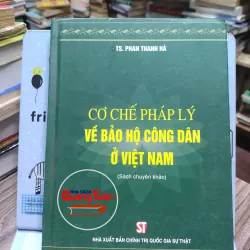 TS. PHAN THANH HÀ
CƠ CHẾ PHÁP LÝ
VỀ BẢO HỘ CÔNG DÂN
Ở VIỆT NAM
(Sách chuyên khảo)
ST
NHÀ XUẤT BẢN CHÍNH TRỊ QUỐC GIA SỰ THẬT
fri